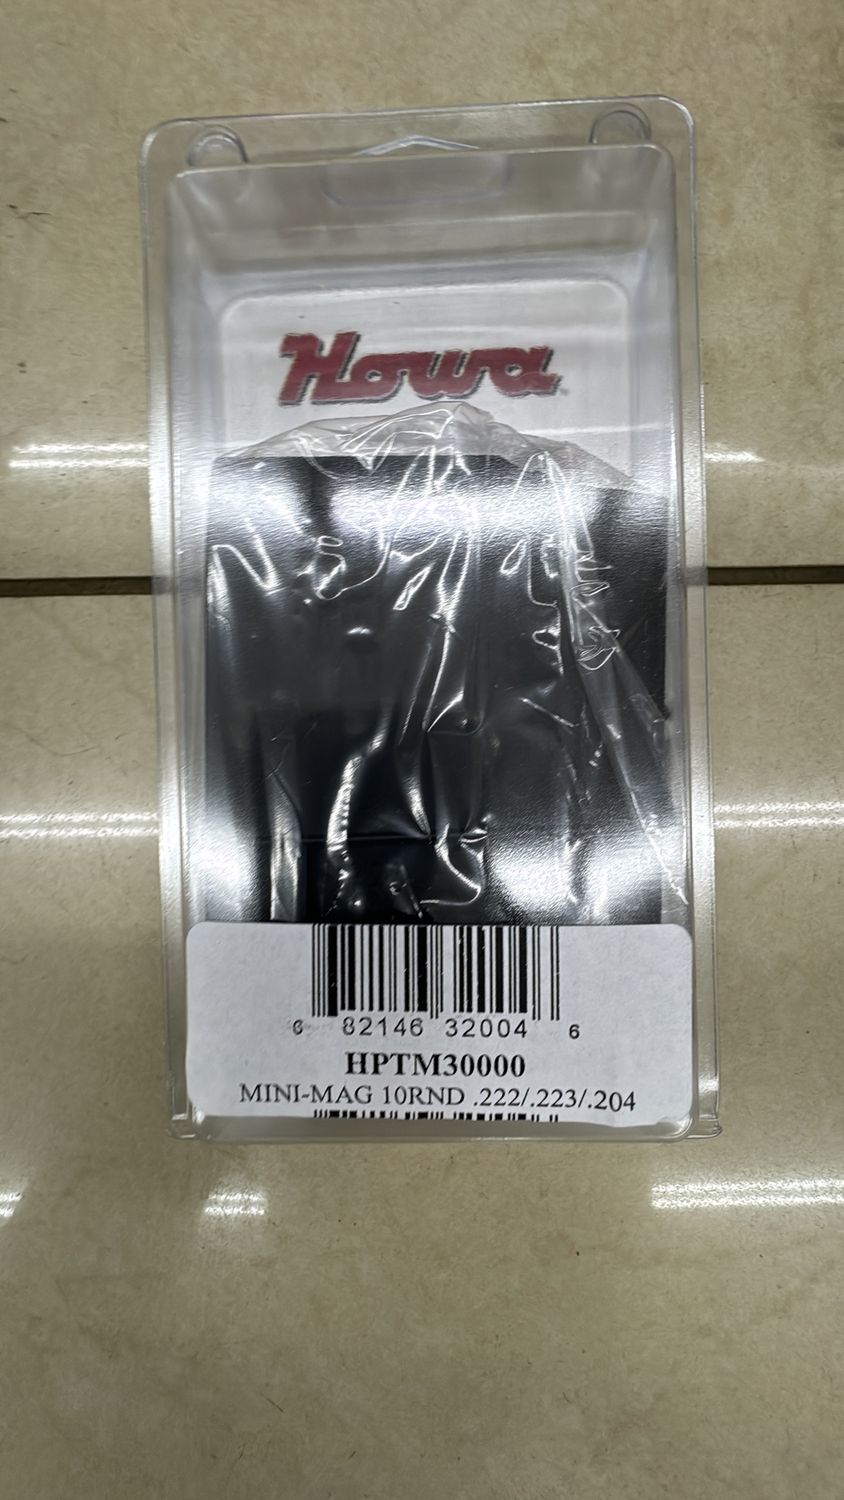 Howa
6 82146 32004 6
HPTM30000
MINI-MAG 10RND .222/.223/.204